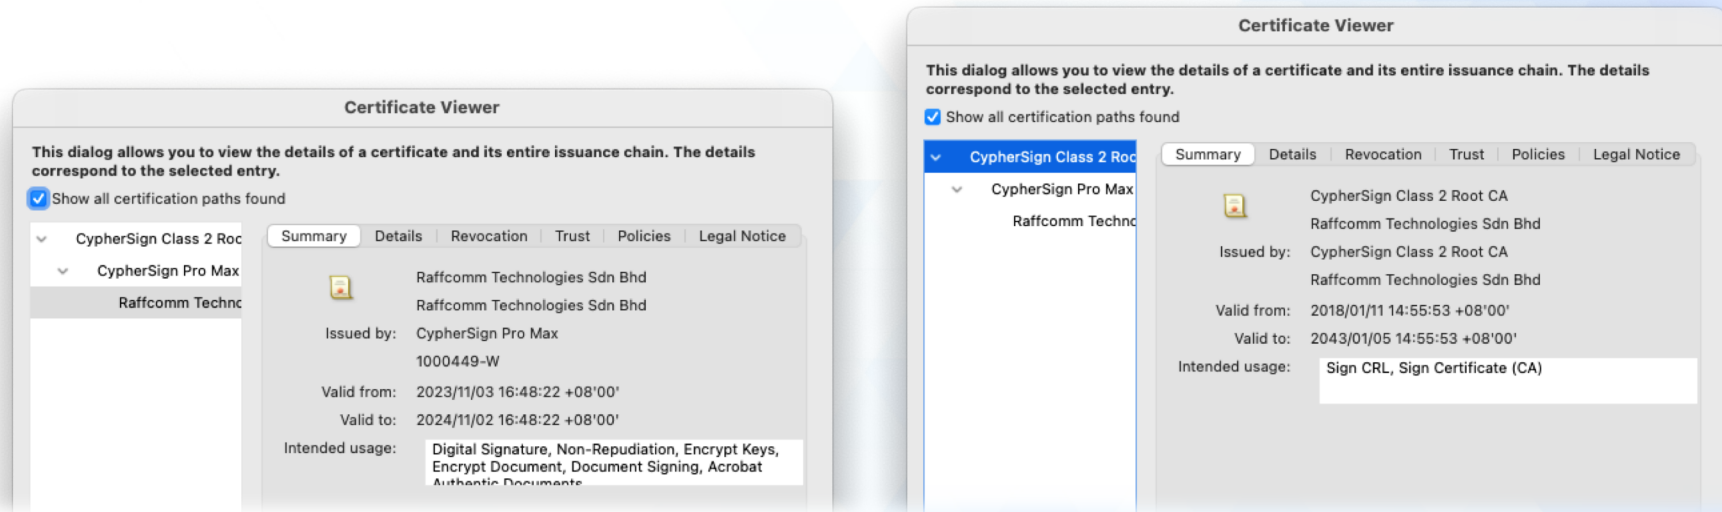 Certificate Viewer
This dialog allows you to view the details of a certificate and its entire issuance chain. The details
correspond to the selected entry.
Show all certification paths found
CypherSign Class 2 Roc
CypherSign Pro Max
Raffcomm Techno
Summary Details Revocation Trust Policies Legal Notice
Raffcomm Technologies Sdn Bhd
Raffcomm Technologies Sdn Bhd
Issued by: CypherSign Pro Max
1000449-W
Valid from: 2023/11/03 16:48:22 +08'00'
Valid to: 2024/11/02 16:48:22 +08'00'
Intended usage: Digital Signature, Non-Repudiation, Encrypt Keys,
Encrypt Document, Document Signing, Acrobat
Authentic Documents
Certificate Viewer
This dialog allows you to view the details of a certificate and its entire issuance chain. The details
correspond to the selected entry.
Show all certification paths found
CypherSign Class 2 Roc
CypherSign Pro Max
Raffcomm Techno
Summary Details Revocation Trust Policies Legal Notice
CypherSign Class 2 Root CA
Raffcomm Technologies Sdn Bhd
Issued by: CypherSign Class 2 Root CA
Raffcomm Technologies Sdn Bhd
Valid from: 2018/01/11 14:55:53 +08'00'
Valid to: 2043/01/05 14:55:53 +08'00'
Intended usage: Sign CRL, Sign Certificate (CA)